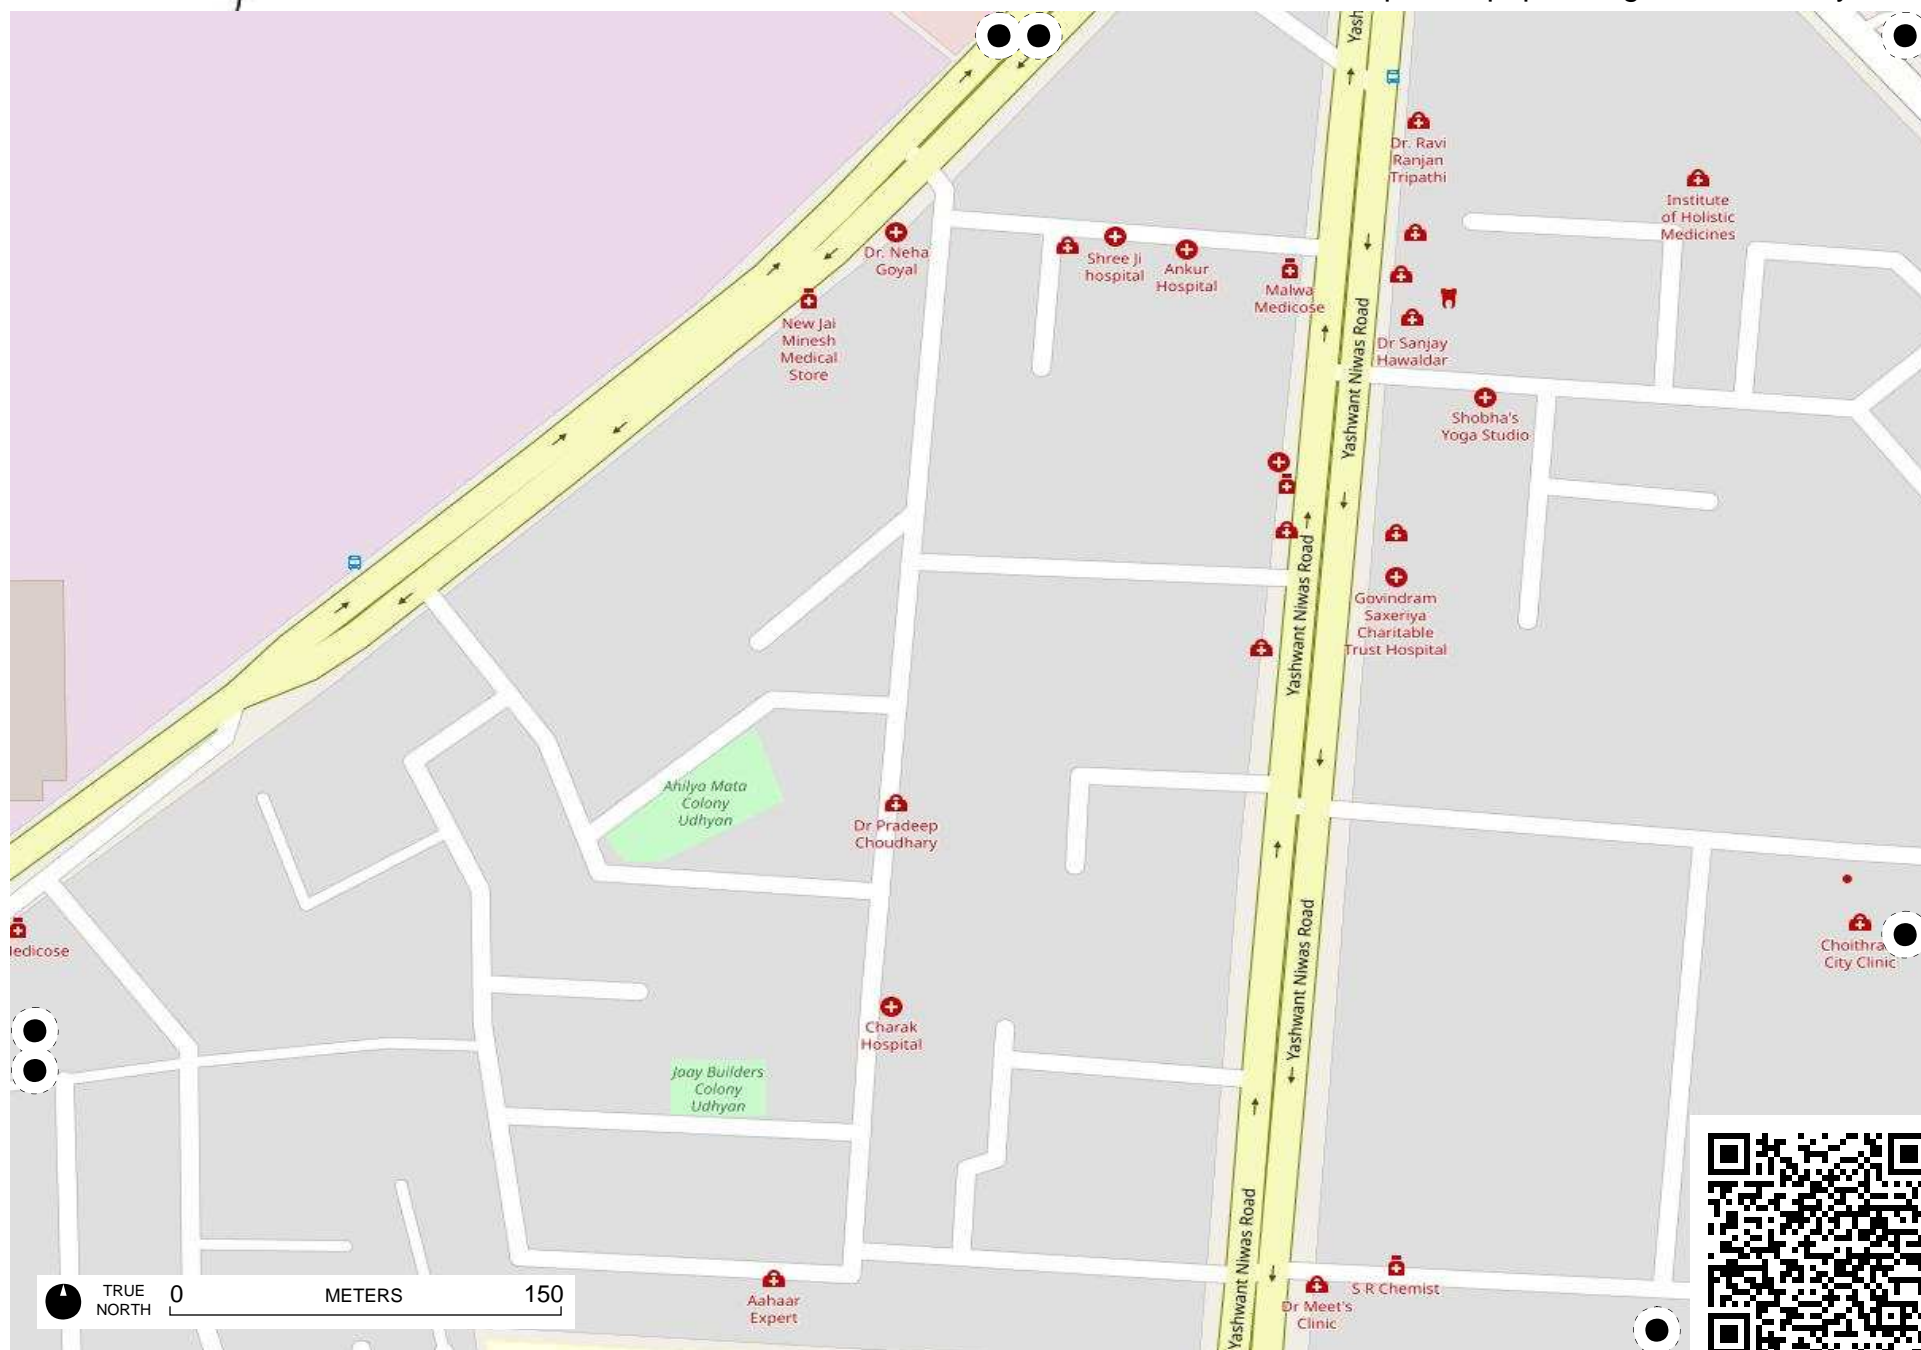 Yash
Dr. Ravi
Ranjan
Tripathi
Institute
of Holistic
Medicines
Dr. Neha
Goyal
Shree Ji
hospital
Ankur
Hospital
Malwa
Medicose
New Jai
Minesh
Medical
Store
Yashwant Niwas Road
Dr Sanjay
Hawaldar
Shobha's
Yoga Studio
Yashwant Niwas Road
Govindram
Saxeriya
Charitable
Trust Hospital
Ahilya Mata
Colony
Udhyan
Dr Pradeep
Choudhary
Yashwant Niwas Road
Choithra
City Clinic
edicose
Charak
Hospital
Jaay Builders
Colony
Udhyan
Yashwant Niwas Road
TRUE
NORTH
0 METERS 150
Aahaar
Expert
S R Chemist
Dr Meet's
Clinic